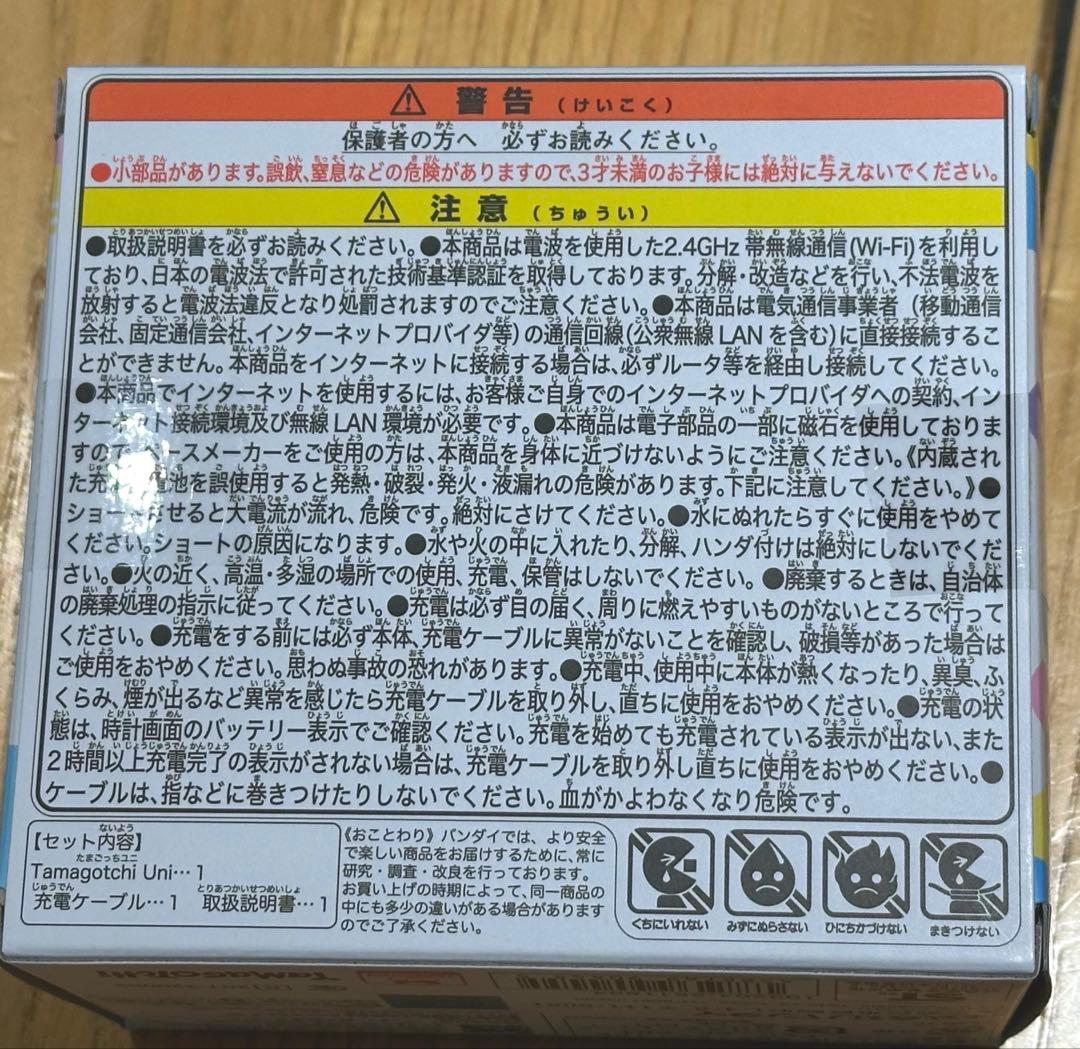 警告(けいこく)
保護者の方へ 必ずお読みください。
●小部品があります。誤飲、窒息などの危険がありますので、3才未満のお子様には絶対に与えないでください。
注意(ちゅうい)
●取扱説明書を必ずお読みください。●本商品は電波を使用した2.4GHz 帯無線通信(Wi-Fi)を利用し
ており、日本の電波法で許可された技術基準認証を取得しております。分解・改造などを行い、不法電波を
放射すると電波法違反となり処罰されますのでご注意ください。●本商品は電気通信事業者(移動通信
会社、固定通信会社、インターネットプロバイダ等)の通信回線(公衆無線LANを含む)に直接接続するこ
とができません。本商品をインターネットに接続する場合は、必ずルータ等を経由し接続してください。
●本商品でインターネットを使用するには、お客様ご自身でのインターネットプロバイダへの契約、イン
ターネット接続環境及び無線LAN環境が必要です。●本商品は電子部品の一部に磁石を使用しておりま
すので ースメーカーをご使用の方は、本商品を身体に近づけないようにご注意ください。《内蔵され
た充 電池を誤使用すると発熱・破裂・発火・液漏れの危険があります。下記に注意してください。》●
ショー させると大電流が流れ、危険です。絶対にさけてください。●水にぬれたらすぐに使用をやめて
ください。ショートの原因になります。●水や火の中に入れたり、分解、ハンダ付けは絶対にしないでくだ
さい。●火の近く、高温・多湿の場所での使用、充電、保管はしないでください。●廃棄するときは、自治体
の廃棄処理の指示に従ってください。●充電は必ず目の届く、周りに燃えやすいものがないところで行って
ください。●充電をする前には必ず本体、充電ケーブルに異常がないことを確認し、破損等があった場合は
ご使用をおやめください。思わぬ事故の恐れがあります。●充電中、使用中に本体が熱くなったり、異臭、ふ
くらみ、煙が出るなど異常を感じたら充電ケーブルを取り外し、直ちに使用をおやめください。●充電の状
態は、時計画面のバッテリー表示でご確認ください。充電を始めても充電されている表示が出ない、また
2時間以上充電完了の表示がされない場合は、充電ケーブルを取り外し直ちに使用をおやめください。●
ケーブルは、指などに巻きつけたりしないでください。血がかよわなくなり危険です。
【セット内容】
Tamagotchi Uni…1
充電ケーブル…1 取扱説明書…1
《おことわり》バンダイでは、より安全
で楽しい商品をお届けするために、常に
研究・調査・改良を行っております。
お買い上げの時期によって、同一商品の
中にも多少の違いがある場合があります
のでご了承ください。
くちにいれない みずにぬらさない ひにちかづけない まきつけない